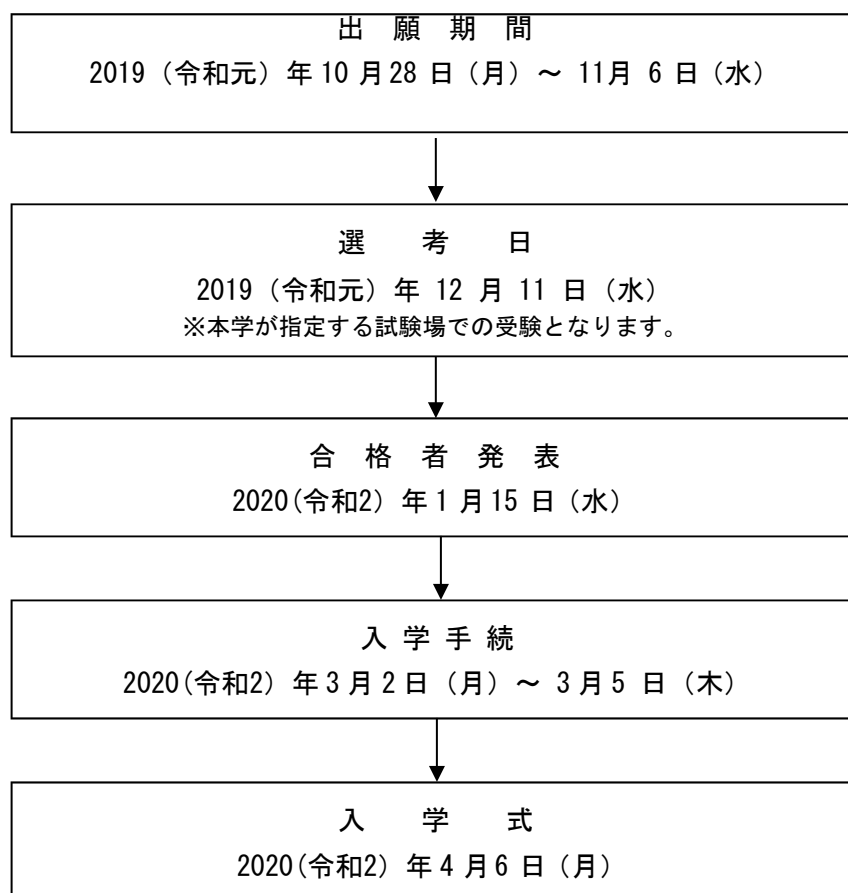 出 願 期 間
2019（令和元）年 10 月 28 日（月）～ 11月 6 日（水）
選 考 日
2019（令和元）年 12 月 11 日（水）
※本学が指定する試験場での受験となります。
合 格 者 発 表
2020(令和2) 年 1 月 15 日（水）
入 学 手 続
2020(令和2) 年 3 月 2 日（月）～ 3 月 5 日（木）
入 学 式
2020(令和2) 年 4 月 6 日（月）